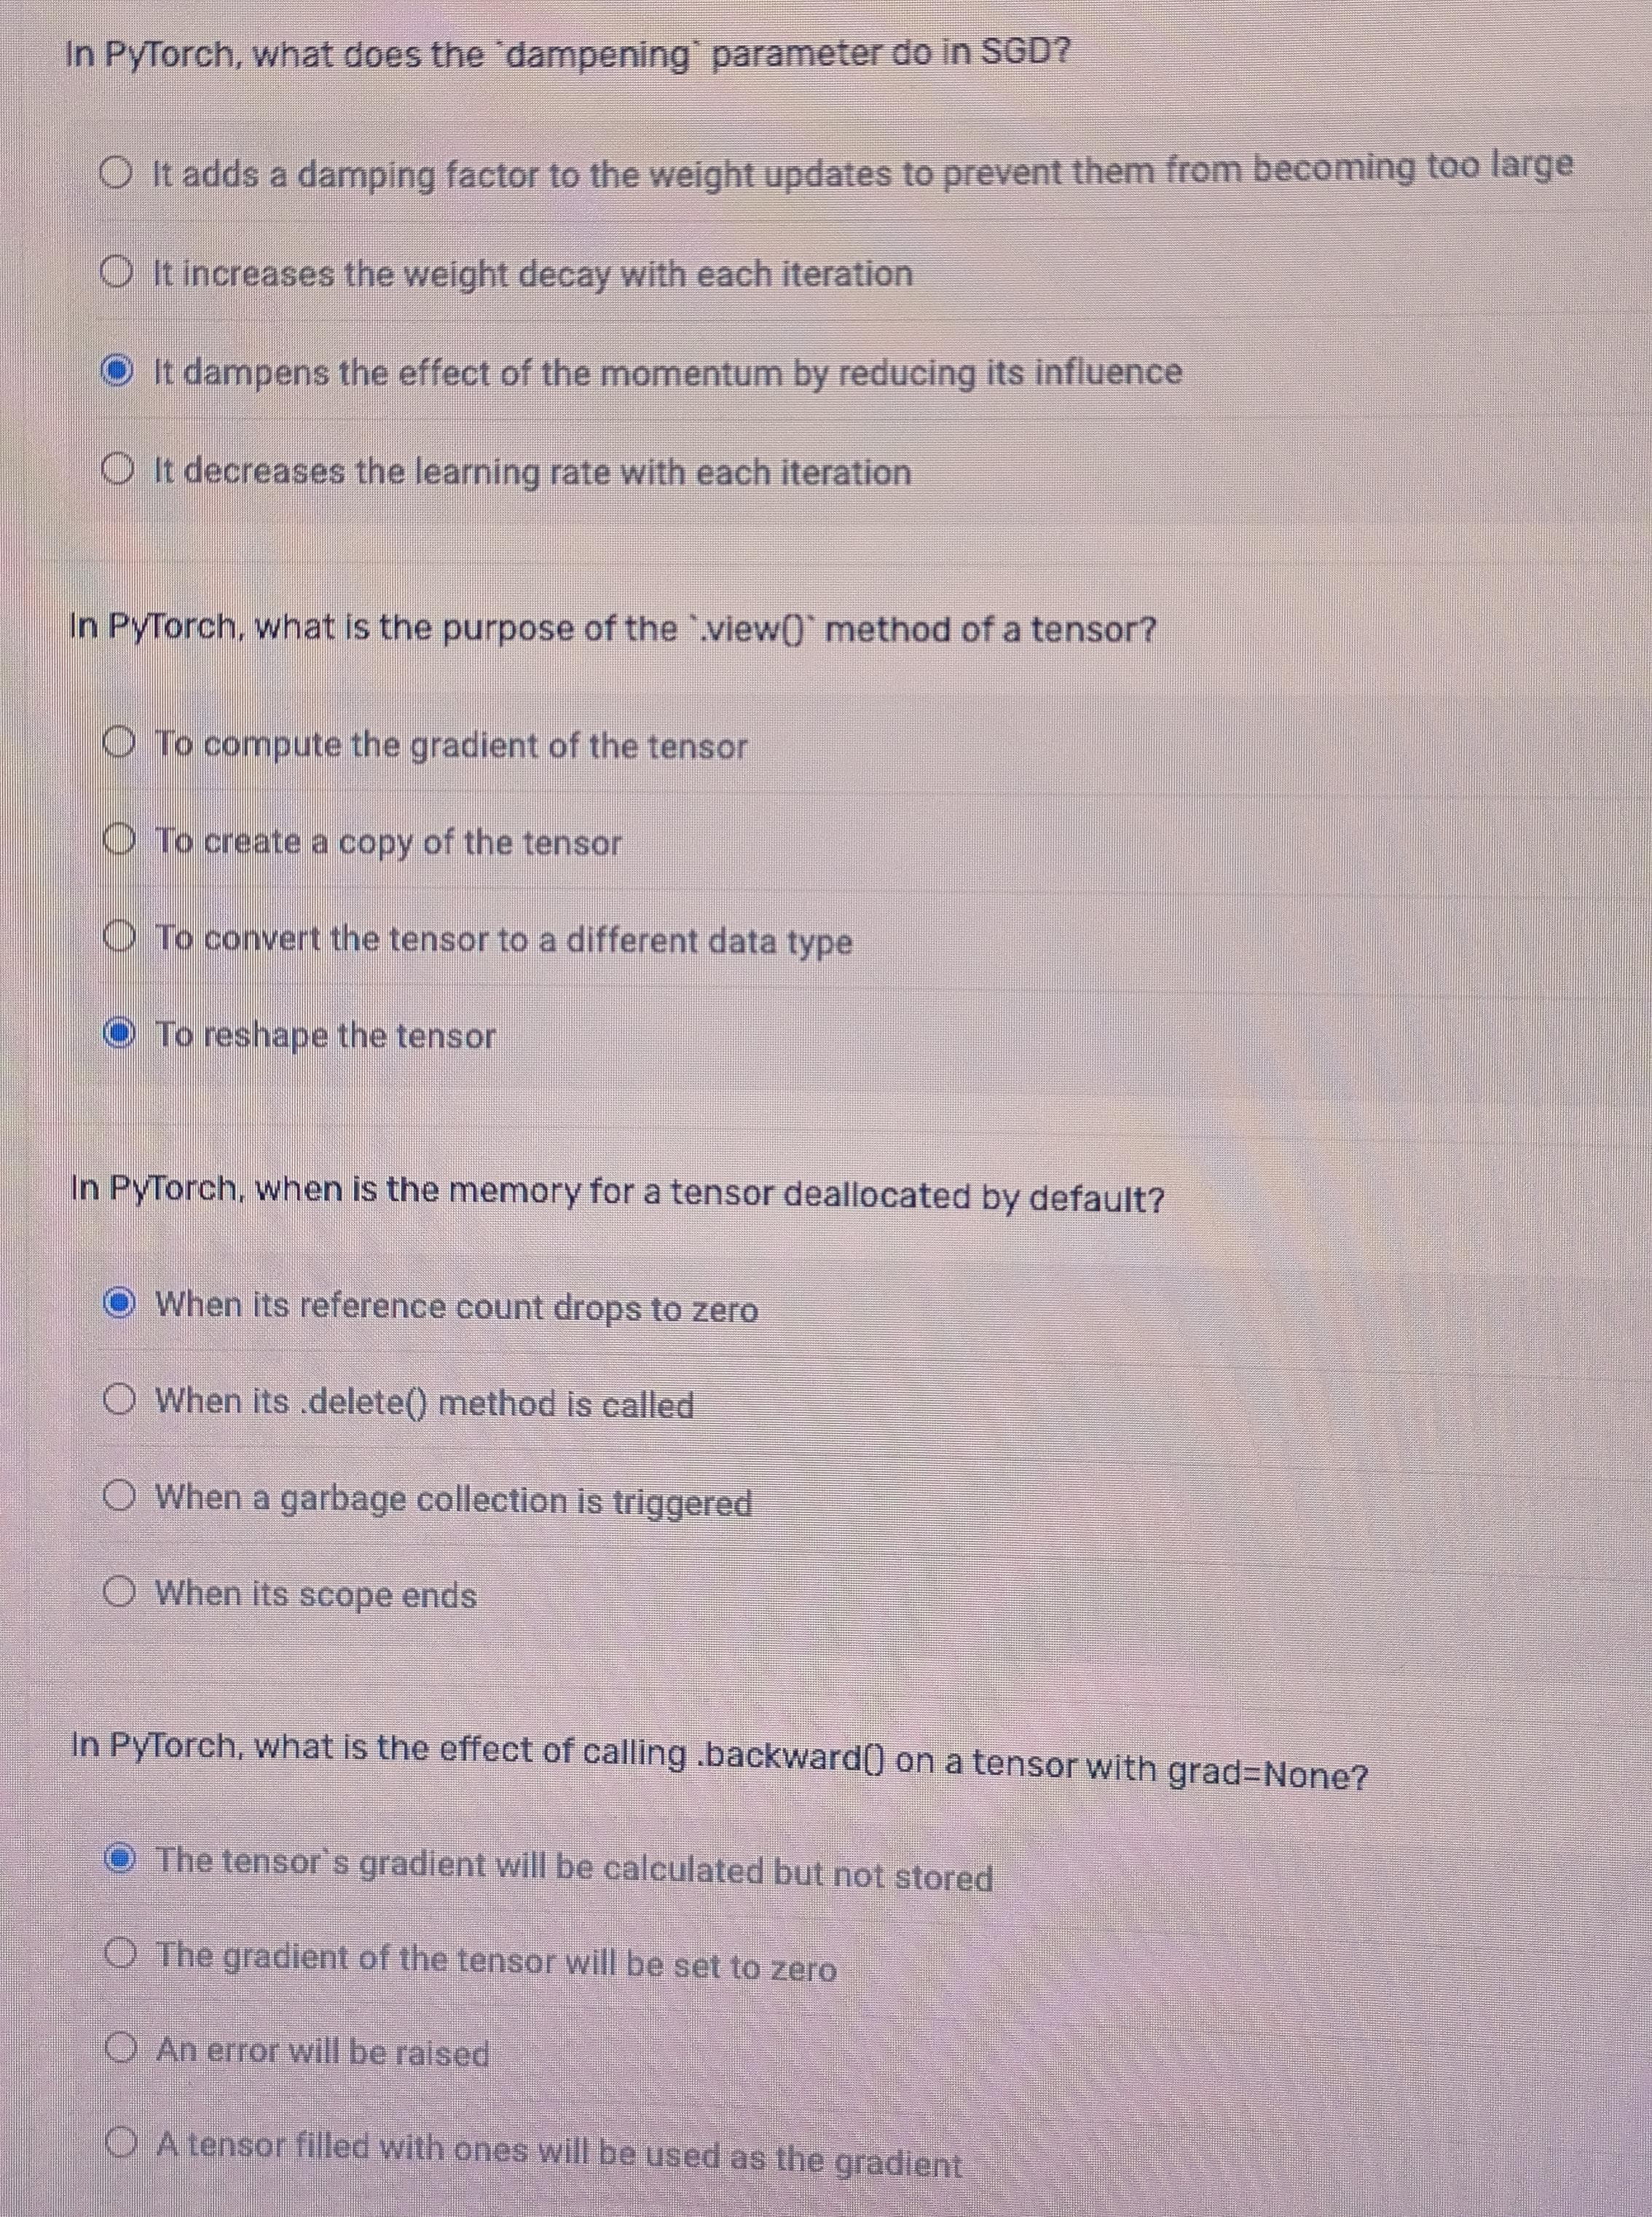 In PyTorch, what does the `dampening` parameter do in SGD?
It adds a damping factor to the weight updates to prevent them from becoming too large
It increases the weight decay with each iteration
It dampens the effect of the momentum by reducing its influence
It decreases the learning rate with each iteration
In PyTorch, what is the purpose of the `.view()` method of a tensor?
To compute the gradient of the tensor
To create a copy of the tensor
To convert the tensor to a different data type
To reshape the tensor
In PyTorch, when is the memory for a tensor deallocated by default?
When its reference count drops to zero
When its .delete() method is called
When a garbage collection is triggered
When its scope ends
In PyTorch, what is the effect of calling .backward() on a tensor with grad=None?
The tensor`s gradient will be calculated but not stored
The gradient of the tensor will be set to zero
An error will be raised
A tensor filled with ones will be used as the gradient